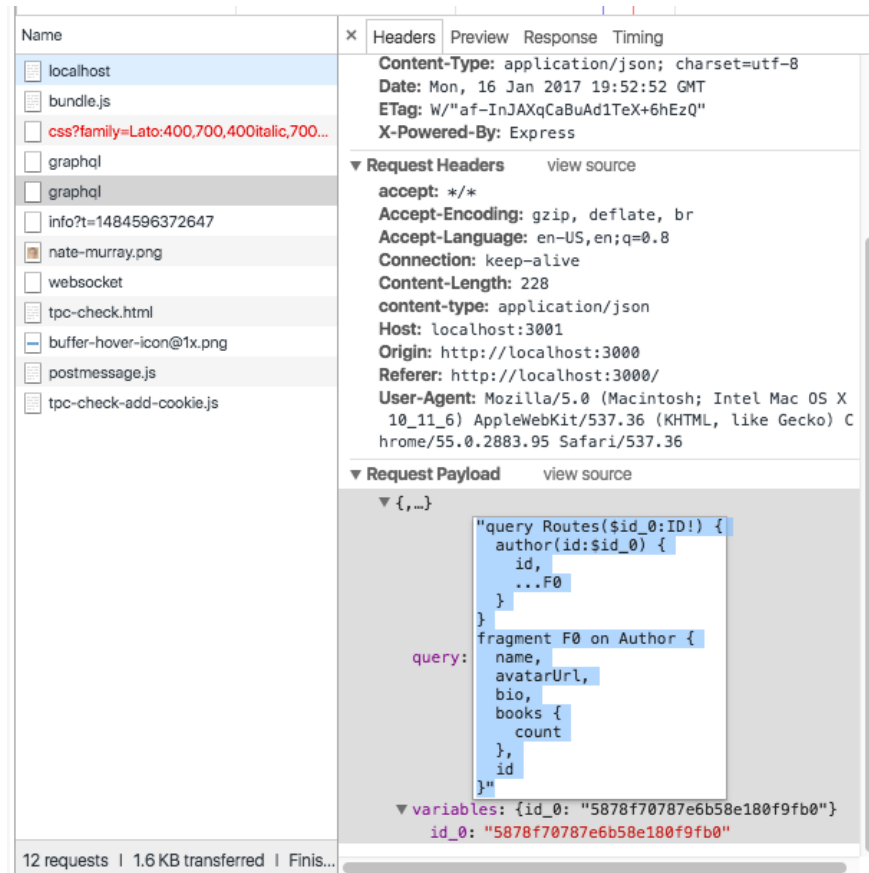 Name
localhost
bundle.js
css?family=Lato:400,700,400italic,700...
graphql
graphql
info?t=1484596372647
nate-murray.png
websocket
tpc-check.html
buffer-hover-icon@1x.png
postmessage.js
tpc-check-add-cookie.js
12 requests | 1.6 KB transferred | Finis...
× Headers Preview Response Timing
Content-Type: application/json; charset=utf-8
Date: Mon, 16 Jan 2017 19:52:52 GMT
ETag: W/"af-InJAXqCaBuAd1TeX+6hEzQ"
X-Powered-By: Express
▼ Request Headers view source
accept: */*
Accept-Encoding: gzip, deflate, br
Accept-Language: en-US,en;q=0.8
Connection: keep-alive
Content-Length: 228
content-type: application/json
Host: localhost:3001
Origin: http://localhost:3000
Referer: http://localhost:3000/
User-Agent: Mozilla/5.0 (Macintosh; Intel Mac OS X
10_11_6) AppleWebKit/537.36 (KHTML, like Gecko) C
hrome/55.0.2883.95 Safari/537.36
▼ Request Payload view source
▼ {,…}
"query Routes($id_0:ID!) {
author(id:$id_0) {
id,
...F0
}
}
fragment F0 on Author {
query: name,
avatarUrl,
bio,
books {
count
},
id
}"
▼ variables: {id_0: "5878f70787e6b58e180f9fb0"}
id_0: "5878f70787e6b58e180f9fb0"